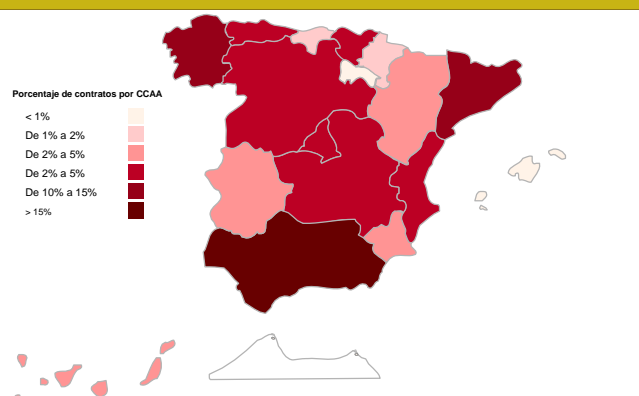 Porcentaje de contratos por CCAA
< 1%
De 1% a 2%
De 2% a 5%
De 2% a 5%
De 10% a 15%
> 15%